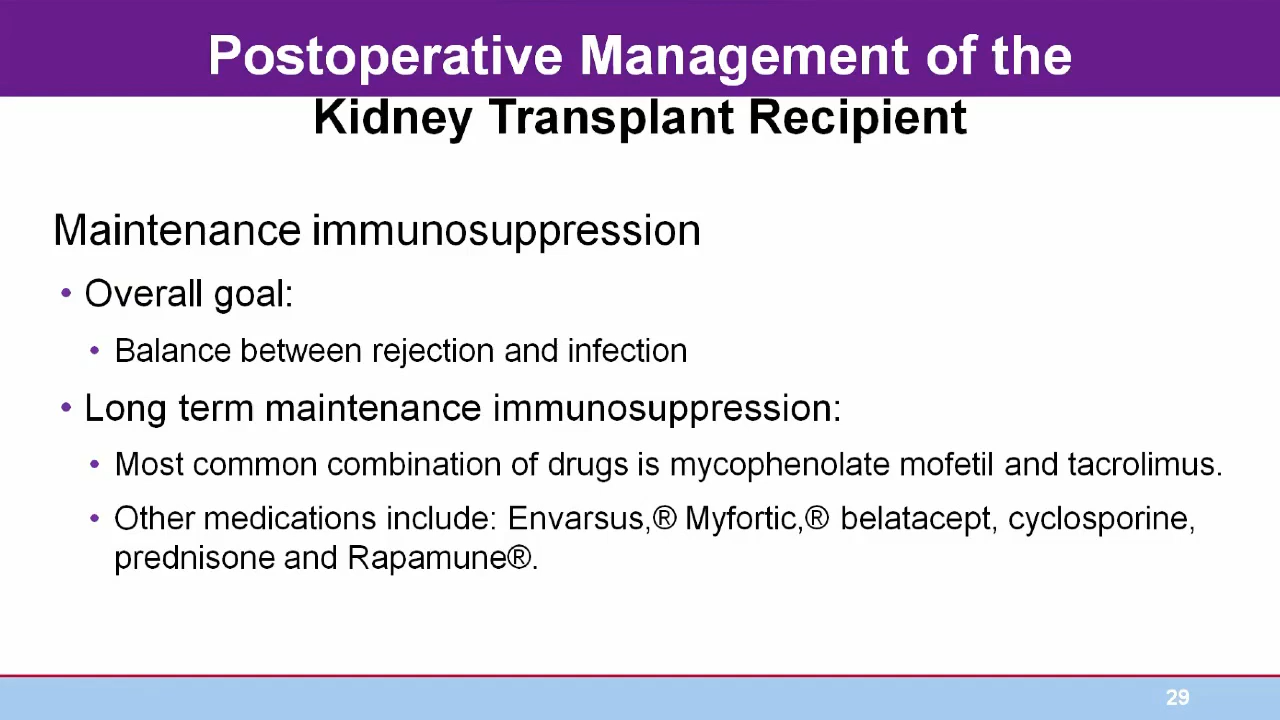 Postoperative Management of the
Kidney Transplant Recipient
Maintenance immunosuppression
• Overall goal:
• Balance between rejection and infection
• Long term maintenance immunosuppression:
• Most common combination of drugs is mycophenolate mofetil and tacrolimus.
• Other medications include: Envarsus,® Myfortic,® belatacept, cyclosporine,
prednisone and Rapamune®.
29